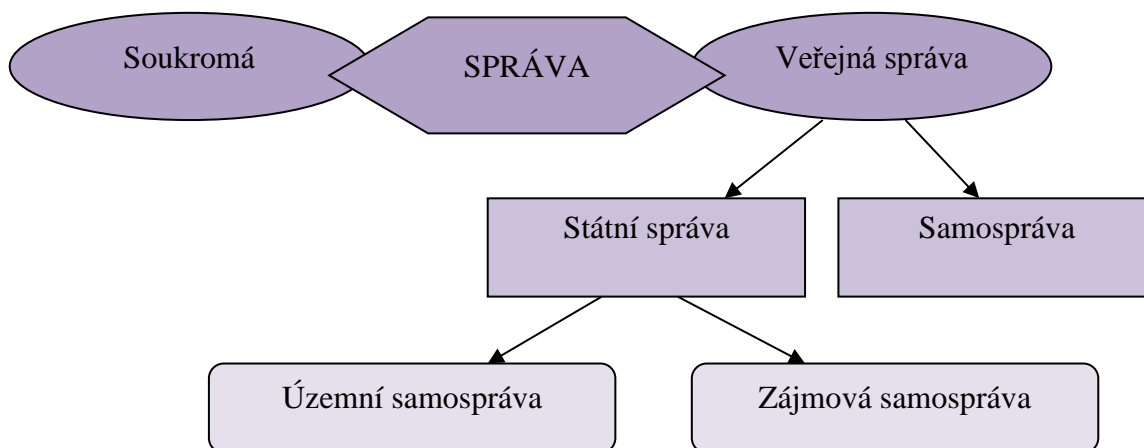 Soukromá
SPRÁVA
Veřejná správa
Státní správa
Samospráva
Územní samospráva
Zájmová samospráva